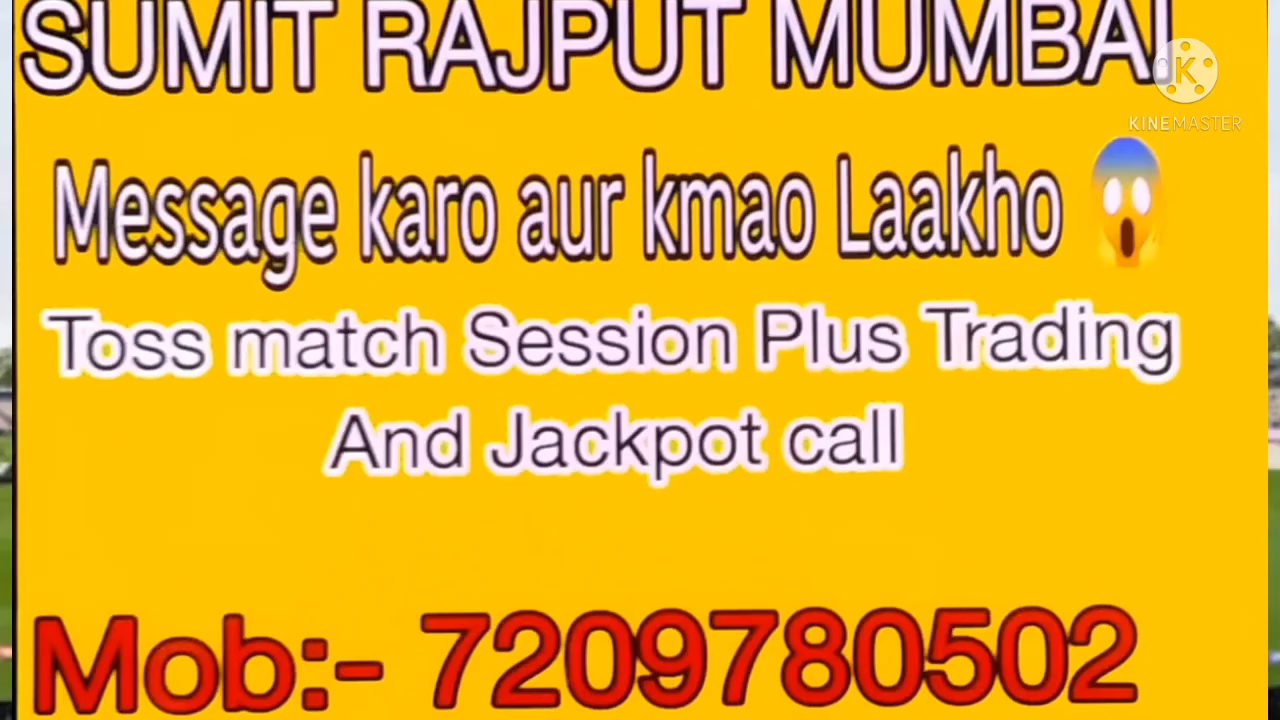 SUMIT RAJPUT MUMBAI
KINEMASTER
Message karo aur kmao Laakho 😱
Toss match Session Plus Trading
And Jackpot call
Mob:- 7209780502